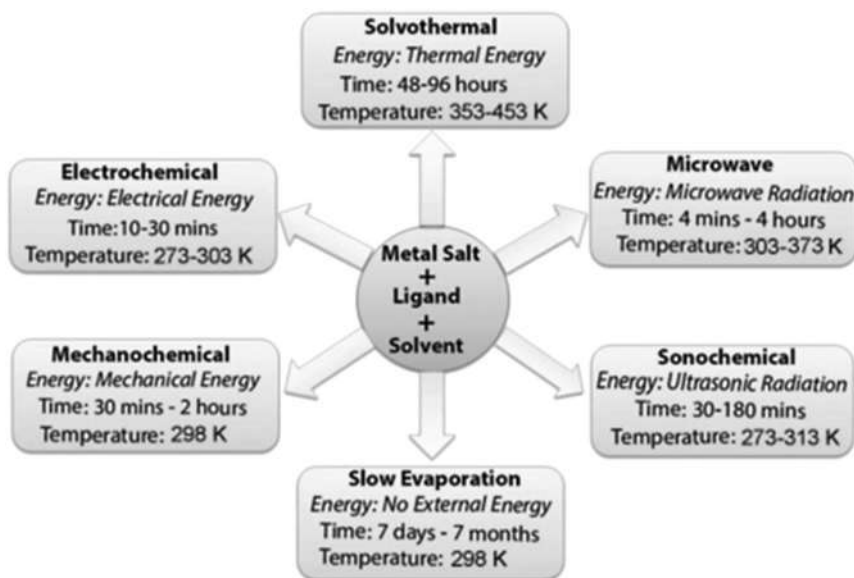 Solvothermal
Energy: Thermal Energy
Time: 48-96 hours
Temperature: 353-453 K
Electrochemical
Energy: Electrical Energy
Time:10-30 mins
Temperature: 273-303 K
Microwave
Energy: Microwave Radiation
Time: 4 mins - 4 hours
Temperature: 303-373 K
Metal Salt
+
Ligand
+
Solvent
Mechanochemical
Energy: Mechanical Energy
Time: 30 mins - 2 hours
Temperature: 298 K
Sonochemical
Energy: Ultrasonic Radiation
Time: 30-180 mins
Temperature: 273-313 K
Slow Evaporation
Energy: No External Energy
Time: 7 days - 7 months
Temperature: 298 K